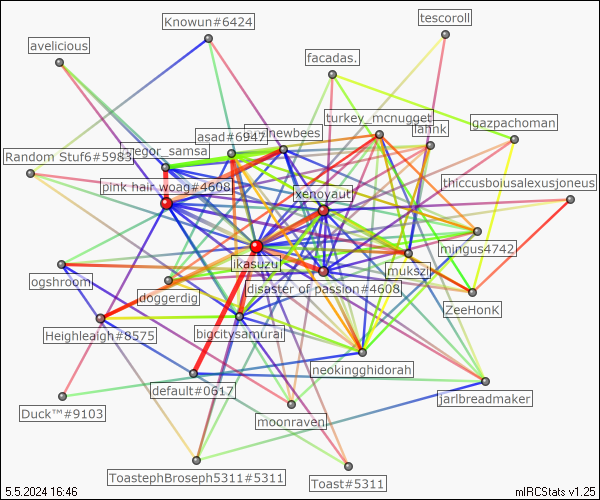 Knowun#6424
tescoroll
avelicious
facadas.
turkey_mcnugget
gazpachoman
asad#6947
newbees
gregor_samsa
Random Stuf6#5983
pink hair woag#4608
xenoyaut
thiccusboiusalexusjoneus
mingus4742
ikasuzu
mukszi
ogshroom
doggerdig
disaster of passion#4608
ZeeHonK
Heighleaigh#8575
bigcitysamurai
neokingghidorah
default#0617
jarlbreadmaker
Duck™#9103
moonraven
ToastephBroseph5311#5311
Toast#5311
5.5.2024 16:46
mIRCStats v1.25